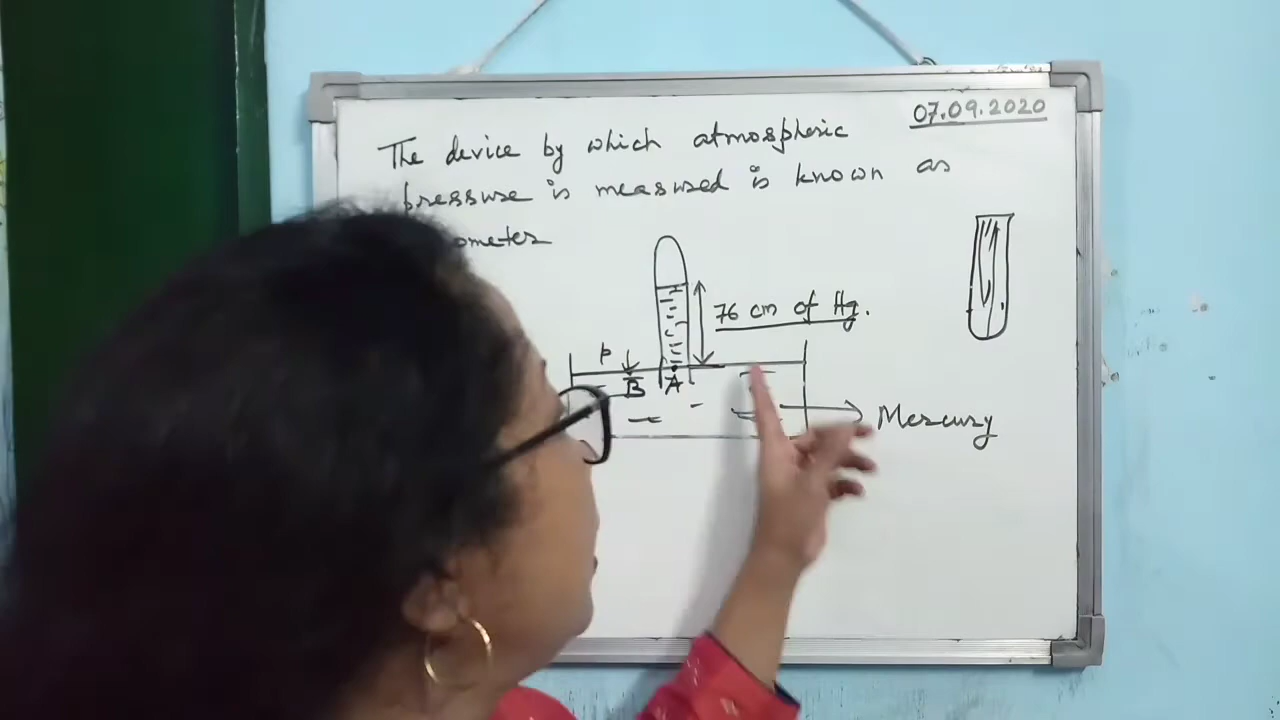 07.09.2020
The device by which atmospheric
pressure is measured is known as
ometer
76 cm of Hg.
P
B A
Mercury